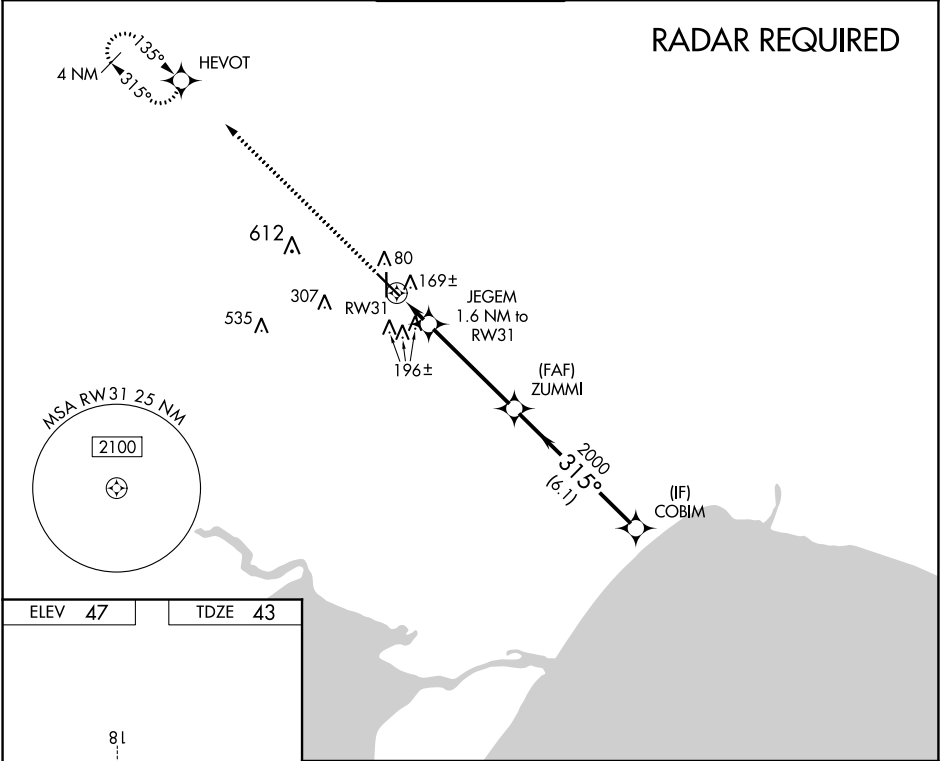 RADAR REQUIRED
HEVOT
135°
4 NM
315°
612
80
169±
307
RW31
535
196±
JEGEM
1.6 NM to
RW31
(FAF)
ZUMMI
2000
315°
(6.1)
(IF)
COBIM
MSA RW31 25 NM
2100
ELEV 47
TDZE 43
18